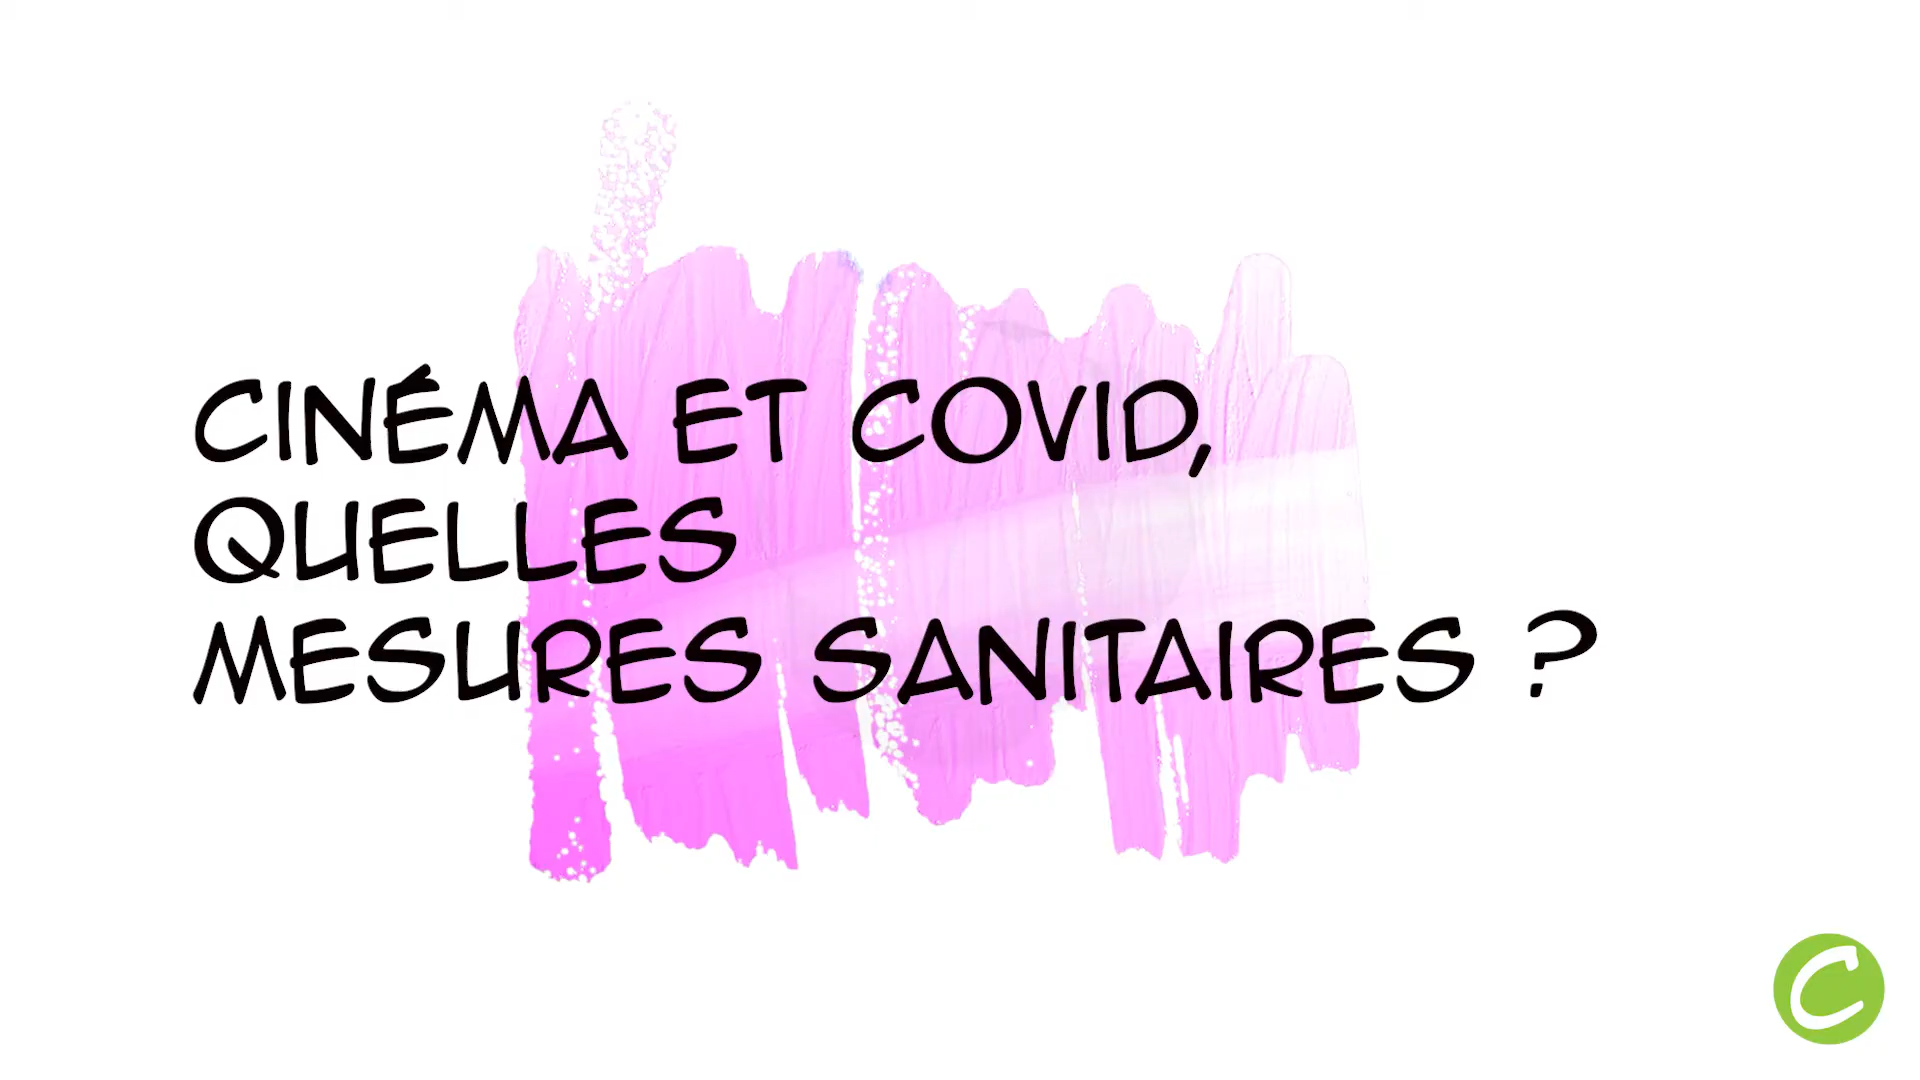 CINÉMA ET COVID,
QUELLES
MESURES SANITAIRES ?
C